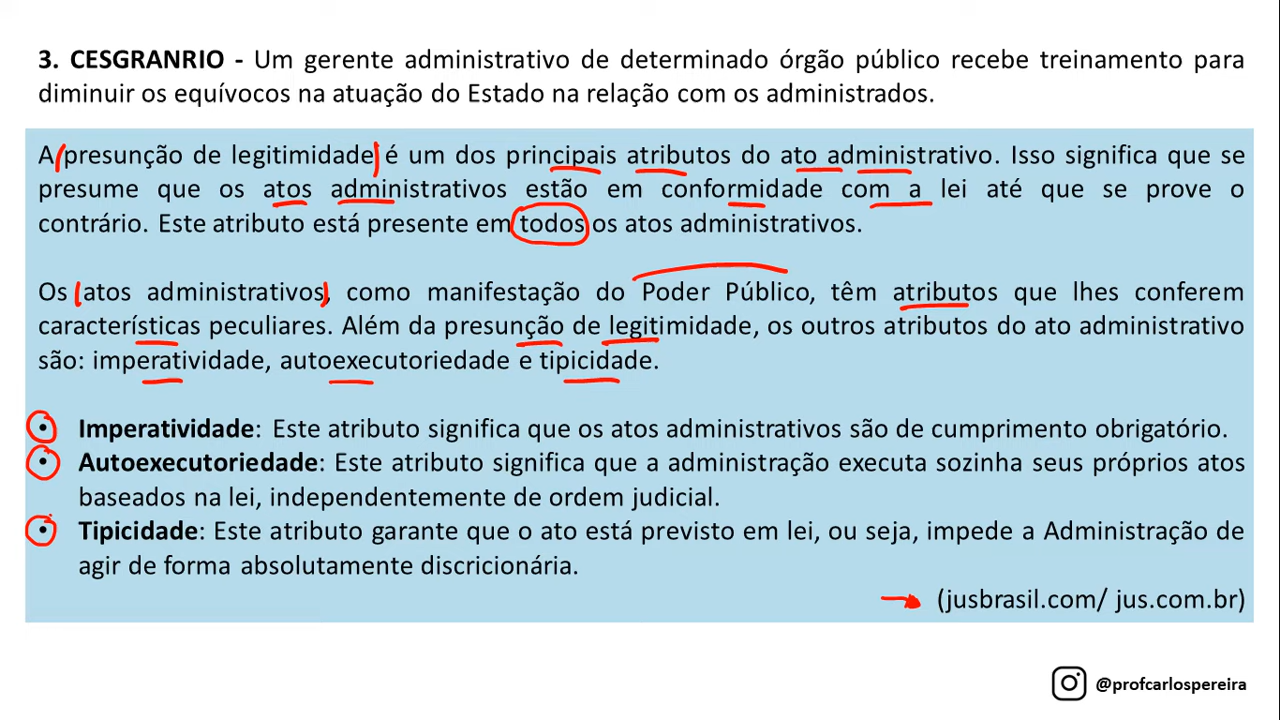 3. CESGRANRIO - Um gerente administrativo de determinado órgão público recebe treinamento para
diminuir os equívocos na atuação do Estado na relação com os administrados.
A presunção de legitimidade é um dos principais atributos do ato administrativo. Isso significa que se
presume que os atos administrativos estão em conformidade com a lei até que se prove o
contrário. Este atributo está presente em todos os atos administrativos.
Os atos administrativos, como manifestação do Poder Público, têm atributos que lhes conferem
características peculiares. Além da presunção de legitimidade, os outros atributos do ato administrativo
são: imperatividade, autoexecutoriedade e tipicidade.
• Imperatividade: Este atributo significa que os atos administrativos são de cumprimento obrigatório.
• Autoexecutoriedade: Este atributo significa que a administração executa sozinha seus próprios atos
baseados na lei, independentemente de ordem judicial.
• Tipicidade: Este atributo garante que o ato está previsto em lei, ou seja, impede a Administração de
agir de forma absolutamente discricionária.
(jusbrasil.com/ jus.com.br)
@profcarlospereira